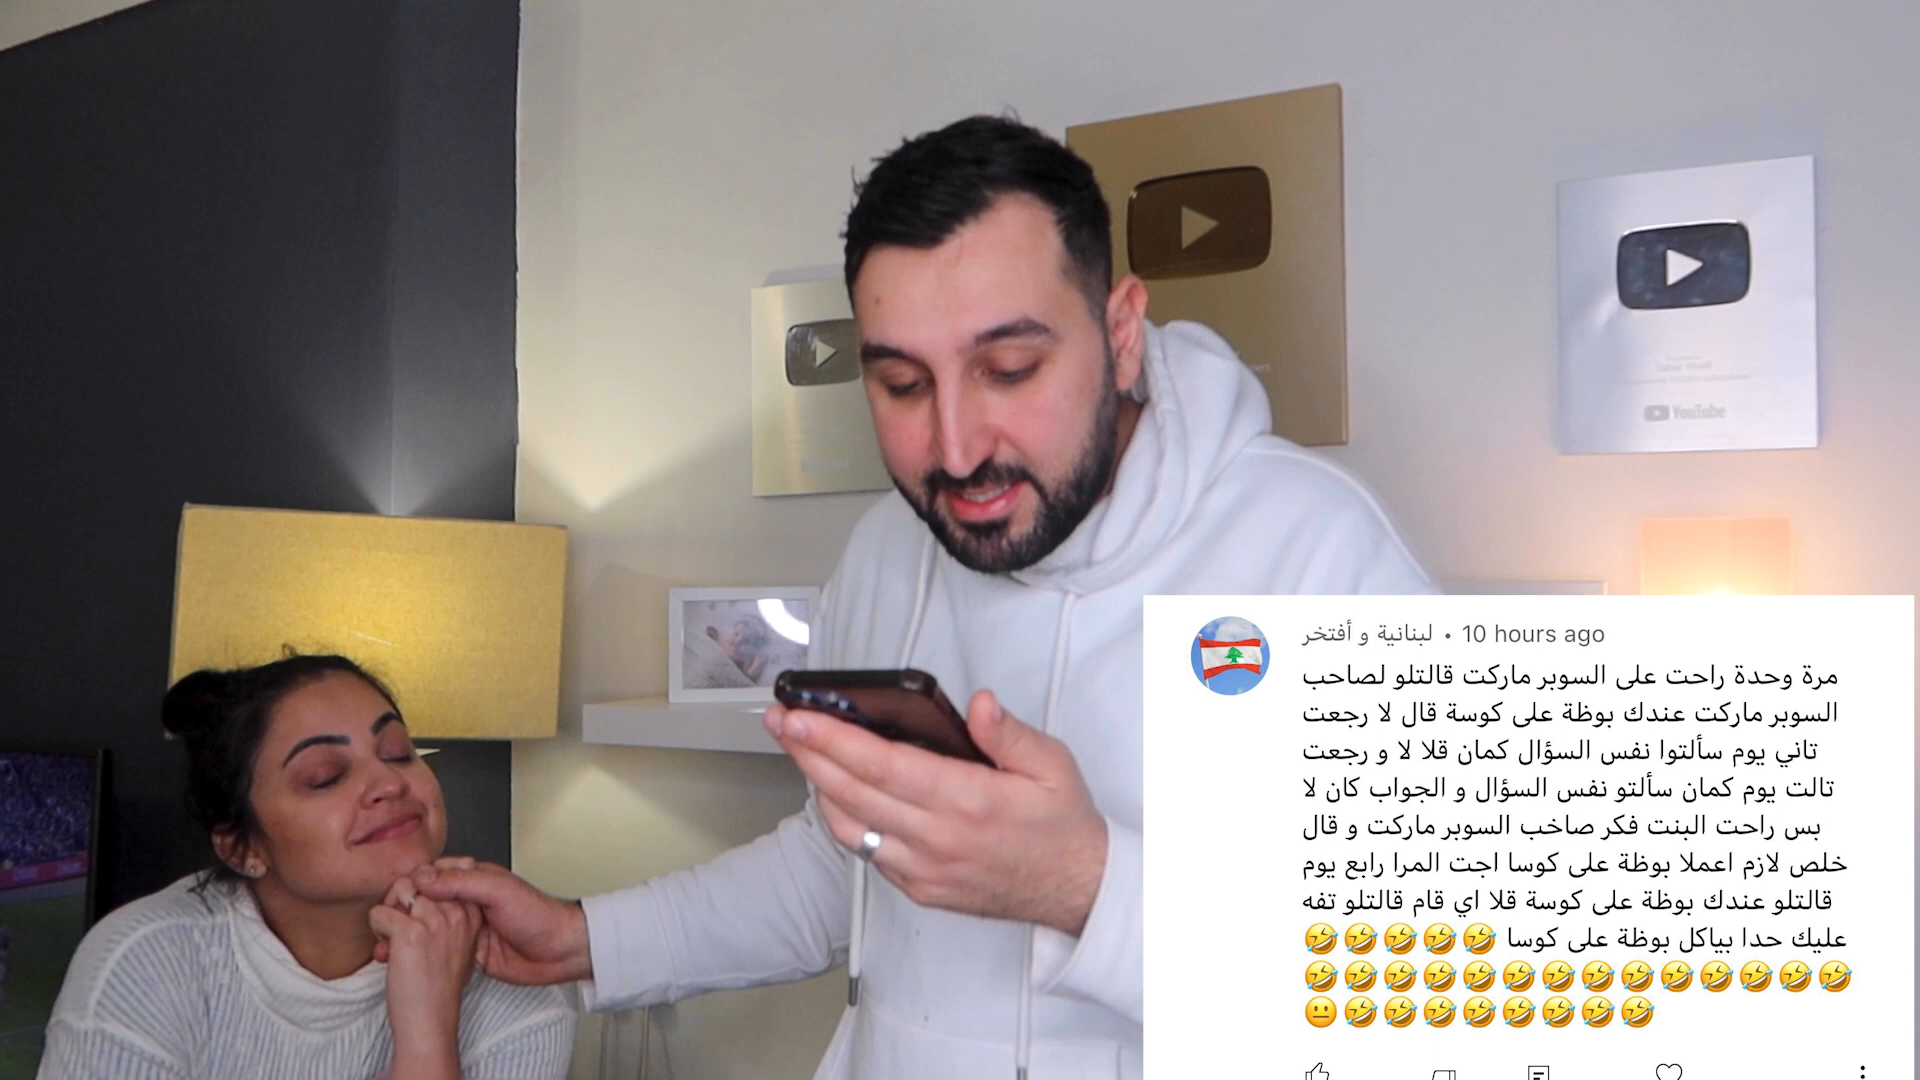 لبنانية و أفتخر • 10 hours ago
مرة وحدة راحت على السوبر ماركت قالتلو لصاحب
السوبر ماركت عندك بوظة على كوسة قال لا رجعت
تاني يوم سألتوا نفس السؤال كمان قلا لا و رجعت
تالت يوم كمان سألتو نفس السؤال و الجواب كان لا
بس راحت البنت فكر صاخب السوبر ماركت و قال
خلص لازم اعملا بوظة على كوسا اجت المرا رابع يوم
قالتلو عندك بوظة على كوسة قلا اي قام قالتلو تفه
عليك حدا بياكل بوظة على كوسا 🤣🤣🤣🤣🤣
🤣🤣🤣🤣🤣🤣🤣🤣🤣🤣🤣🤣🤣🤣
🤣🤣🤣🤣🤣🤣🤣🤣😐
YouTube